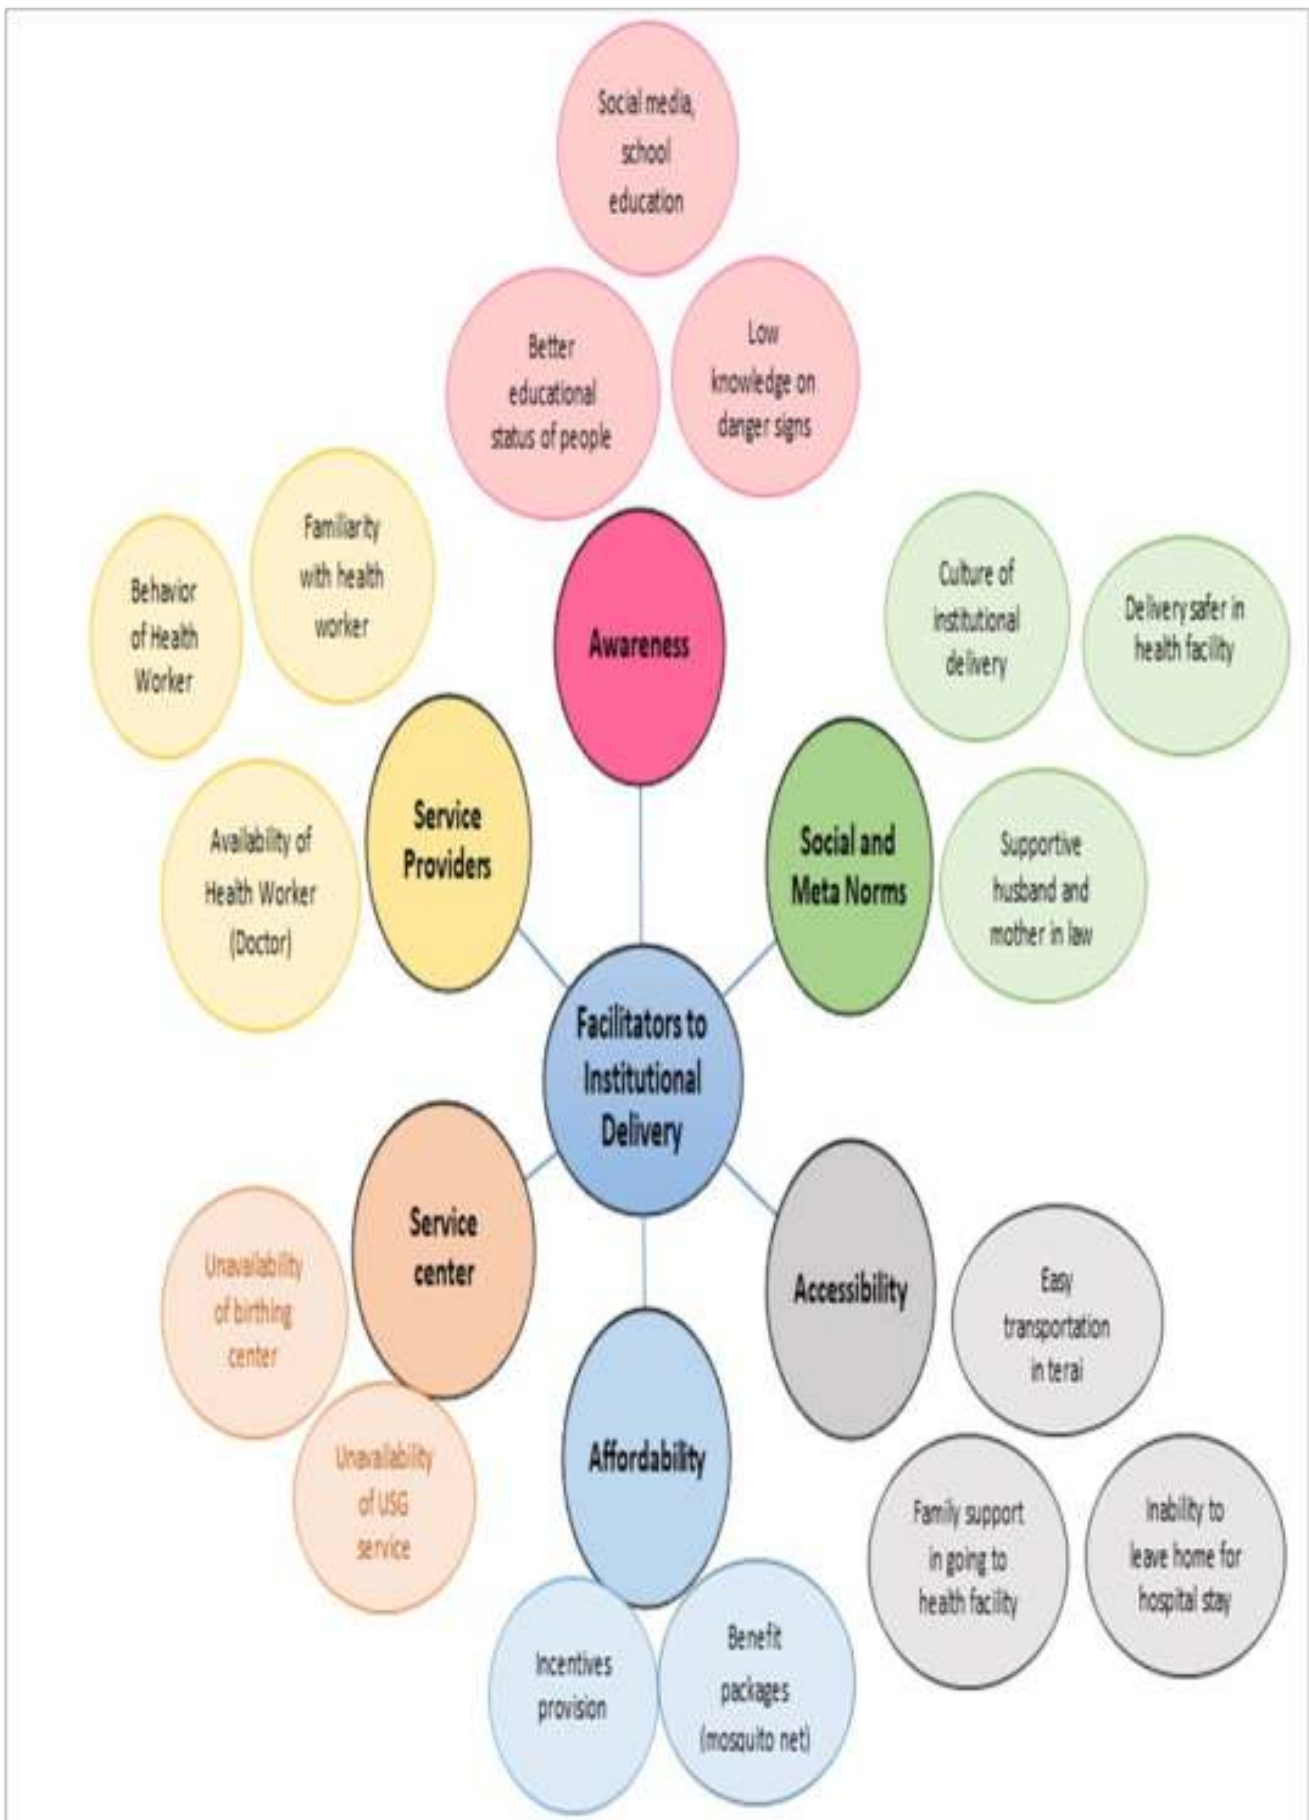 Social media,
school
education
Better
educational
status of people
Low
knowledge on
danger signs
Awareness
Familiarity
with health
worker
Behavior
of Health
Worker
Availability of
Health Worker
(Doctor)
Service
Providers
Culture of
institutional
delivery
Delivery safer in
health facility
Supportive
husband and
mother in law
Social and
Meta Norms
Facilitators to
Institutional
Delivery
Service
center
Unavailability
of birthing
center
Unavailability
of USG
service
Affordability
Incentives
provision
Benefit
packages
(mosquito net)
Accessibility
Easy
transportation
in terai
Family support
in going to
health facility
Inability to
leave home for
hospital stay